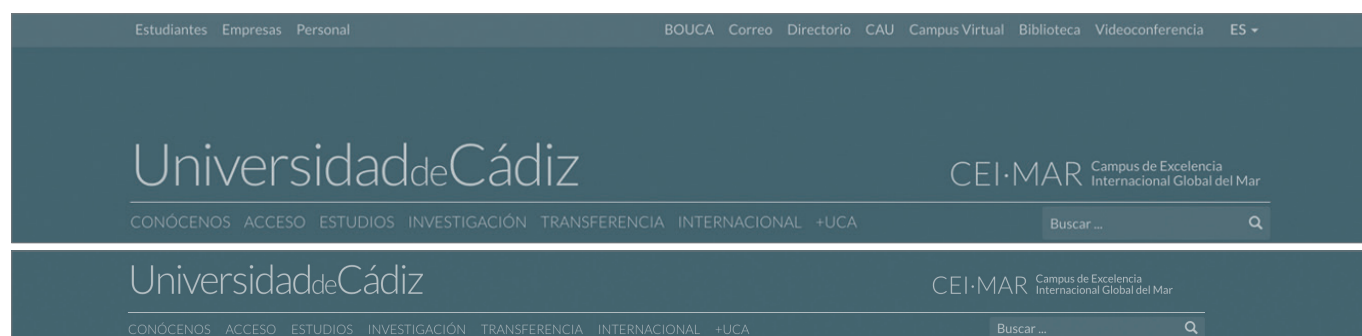 Estudiantes Empresas Personal BOUCA Correo Directorio CAU Campus Virtual Biblioteca Videoconferencia ES
UniversidaddeCádiz
CEI·MAR Campus de Excelencia
Internacional Global del Mar
CONÓCENOS ACCESO ESTUDIOS INVESTIGACIÓN TRANSFERENCIA INTERNACIONAL +UCA Buscar ...
UniversidaddeCádiz
CEI·MAR Campus de Excelencia
Internacional Global del Mar
CONÓCENOS ACCESO ESTUDIOS INVESTIGACIÓN TRANSFERENCIA INTERNACIONAL +UCA Buscar ...